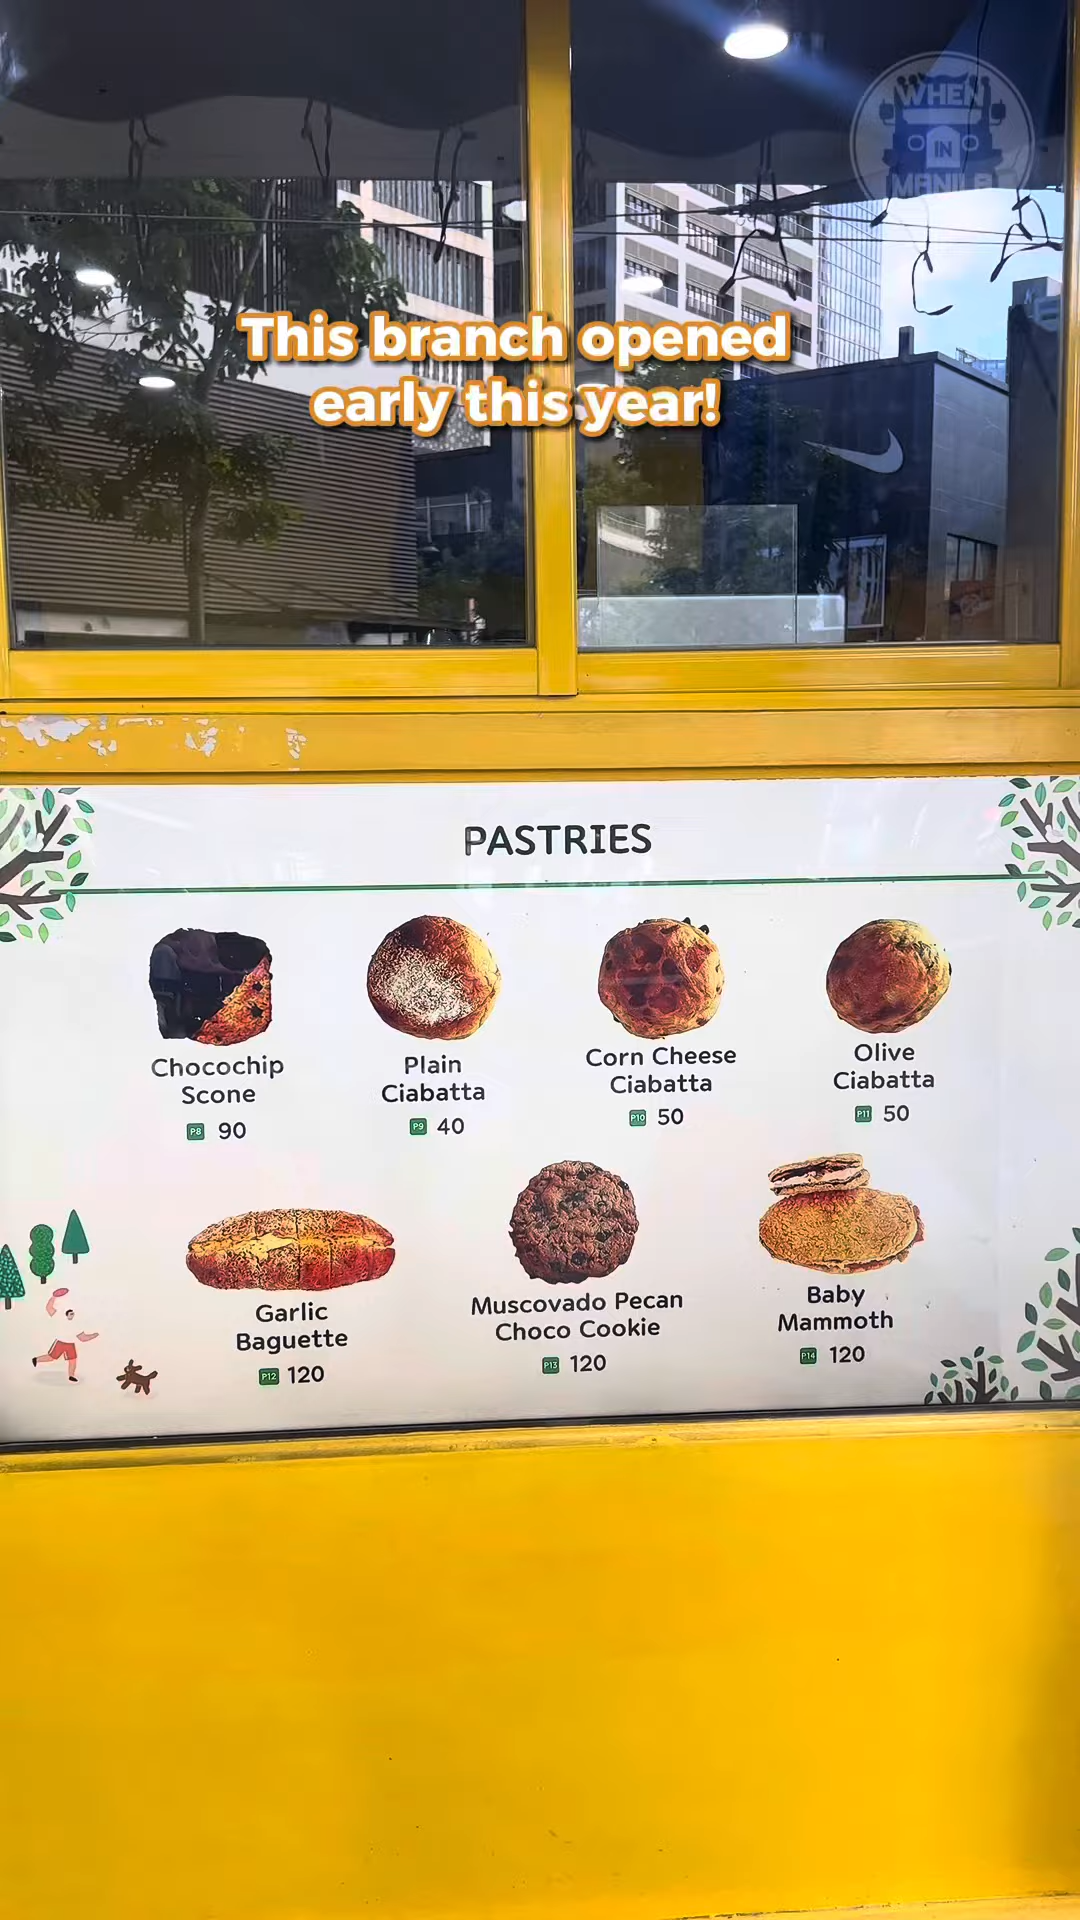 WHEN
IN
MANILA
This branch opened
early this year!
PASTRIES
Chocochip
Scone
P8 90
Plain
Ciabatta
P9 40
Corn Cheese
Ciabatta
P10 50
Olive
Ciabatta
P11 50
Garlic
Baguette
P12 120
Muscovado Pecan
Choco Cookie
P13 120
Baby
Mammoth
P14 120